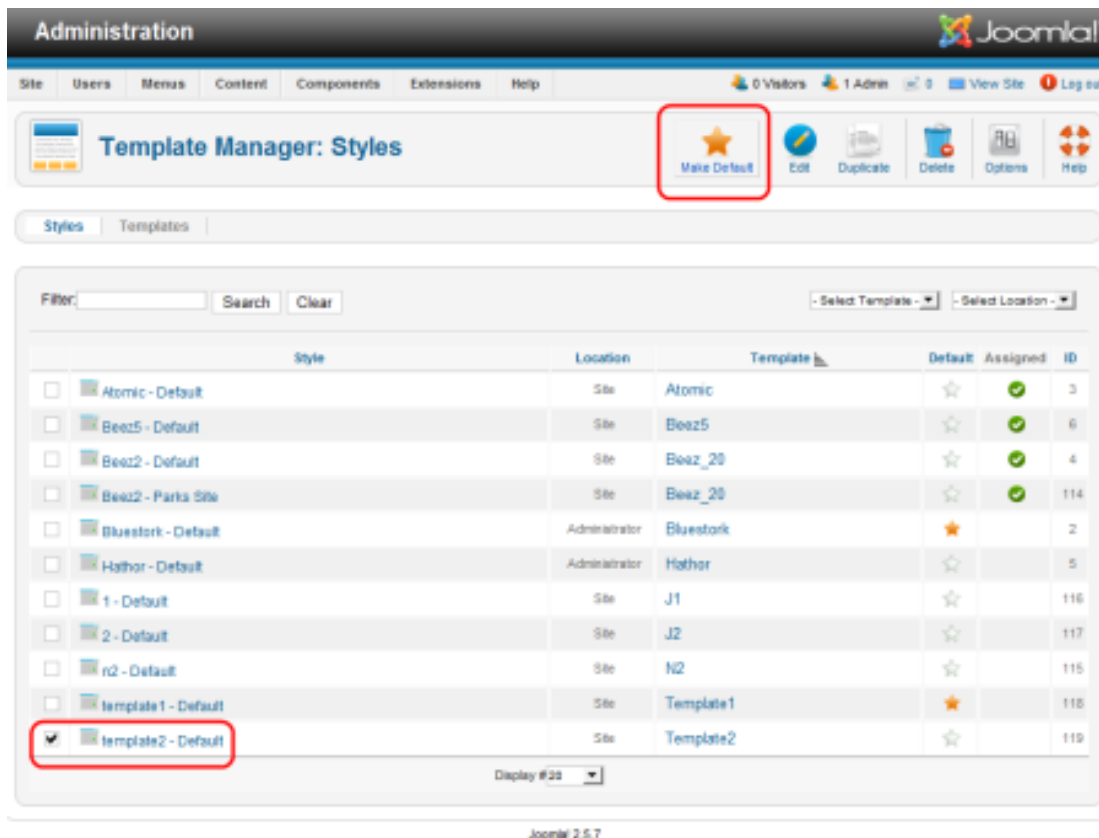 Administration
Joomla!
Site Users Menus Content Components Extensions Help 0 Visitors 1 Admin 0 View Site Log ou
Template Manager: Styles
Make Default Edit Duplicate Delete Options Help
Styles Templates
Filter: Search Clear - Select Template - - Select Location -
Style Location Template Default Assigned ID
Atomic - Default Site Atomic 3
Beez5 - Default Site Beez5 6
Beez2 - Default Site Beez_20 4
Beez2 - Parks Site Site Beez_20 114
Bluestork - Default Administrator Bluestork 2
Hathor - Default Administrator Hathor 5
1 - Default Site J1 116
2 - Default Site J2 117
n2 - Default Site N2 115
template1 - Default Site Template1 118
template2 - Default Site Template2 119
Display # 20
Joomla! 2.5.7